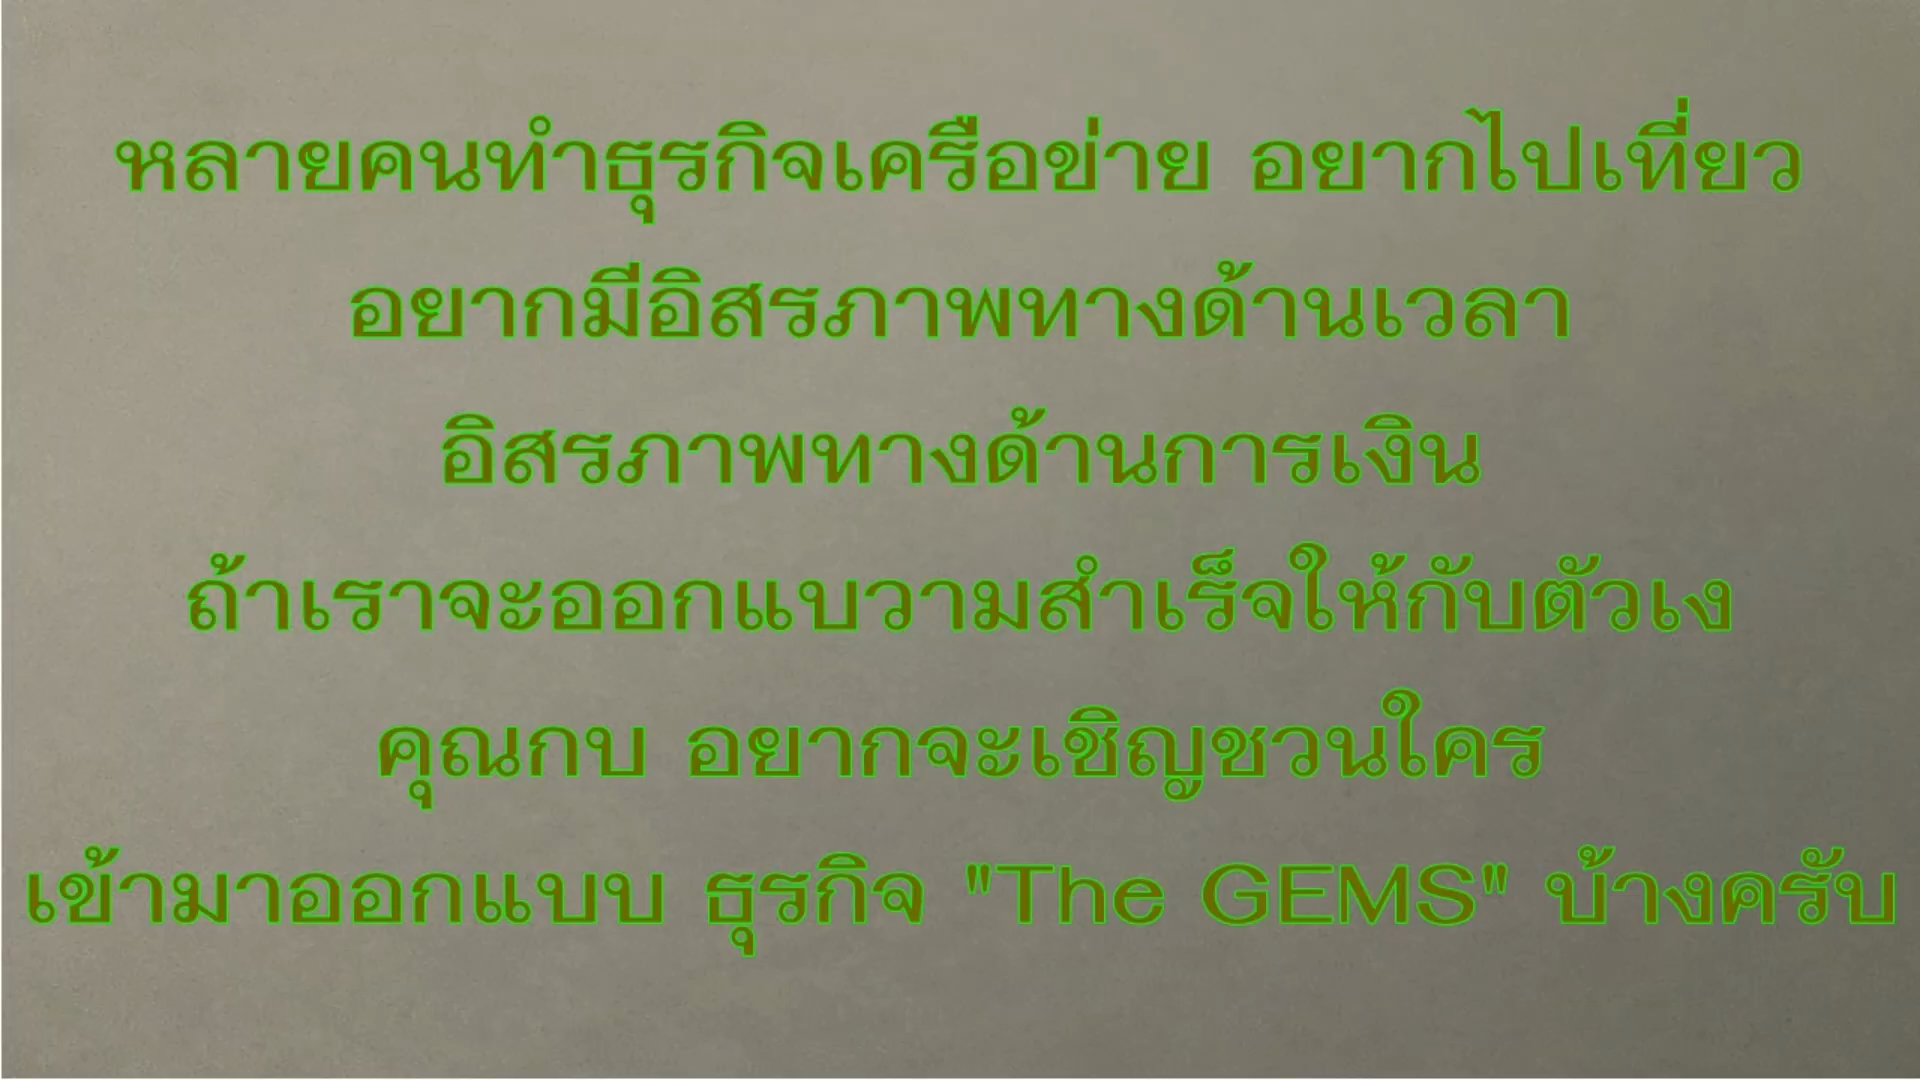 หลายคนทำธุรกิจเครือข่าย อยากไปเที่ยว
อยากมีอิสรภาพทางด้านเวลา
อิสรภาพทางด้านการเงิน
ถ้าเราจะออกแบวามสำเร็จให้กับตัวเง
คุณกบ อยากจะเชิญชวนใคร
เข้ามาออกแบบ ธุรกิจ "The GEMS" บ้างครับ